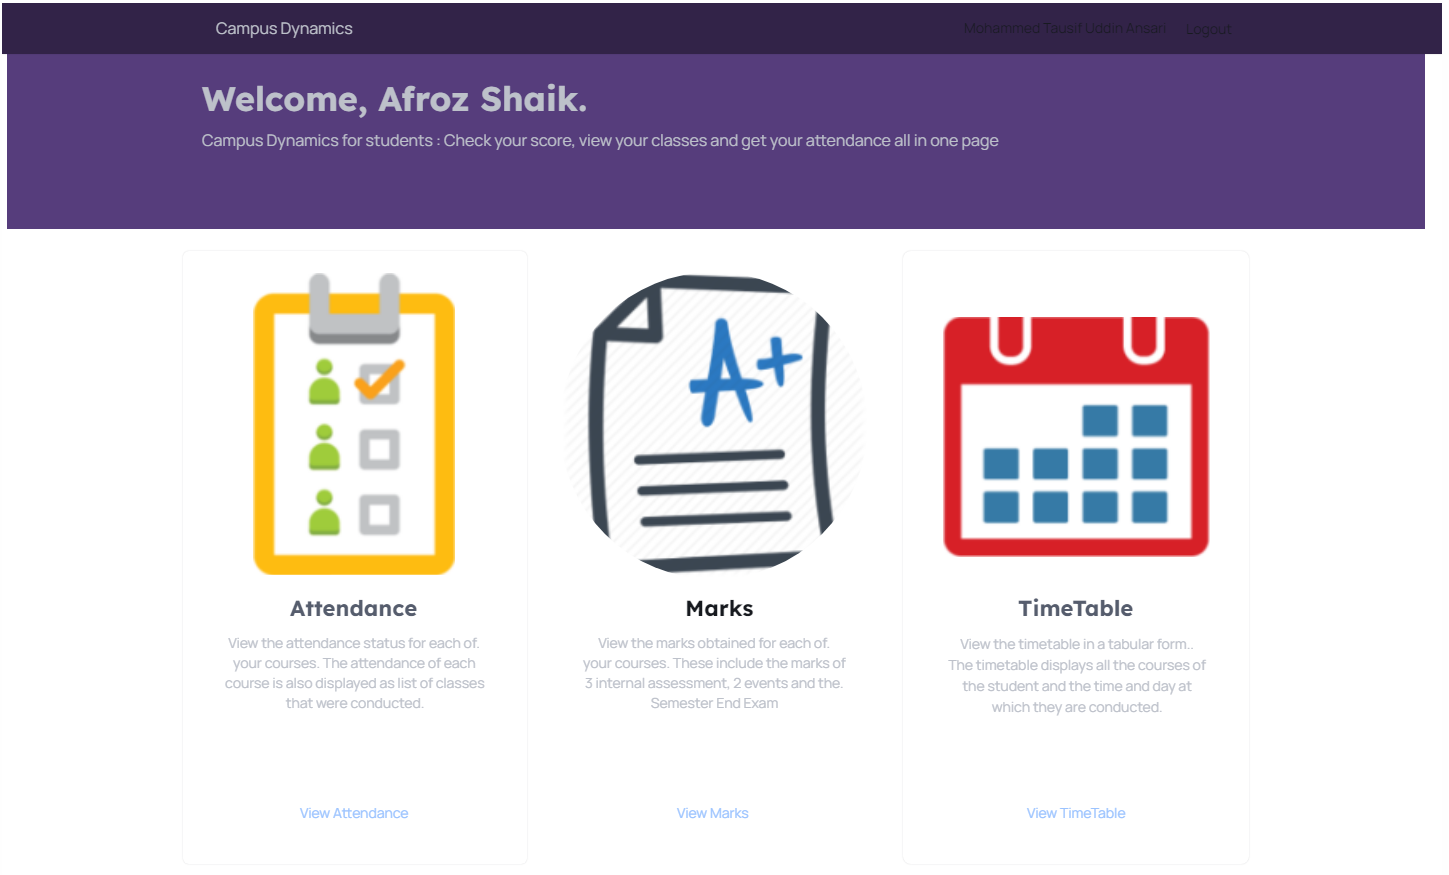 Campus Dynamics
Mohammed Tausif Uddin Ansari
Logout
Welcome, Afroz Shaik.
Campus Dynamics for students : Check your score, view your classes and get your attendance all in one page
A+
Attendance
View the attendance status for each of.
your courses. The attendance of each
course is also displayed as list of classes
that were conducted.
View Attendance
Marks
View the marks obtained for each of.
your courses. These include the marks of
3 internal assessment, 2 events and the.
Semester End Exam
View Marks
TimeTable
View the timetable in a tabular form..
The timetable displays all the courses of
the student and the time and day at
which they are conducted.
View TimeTable